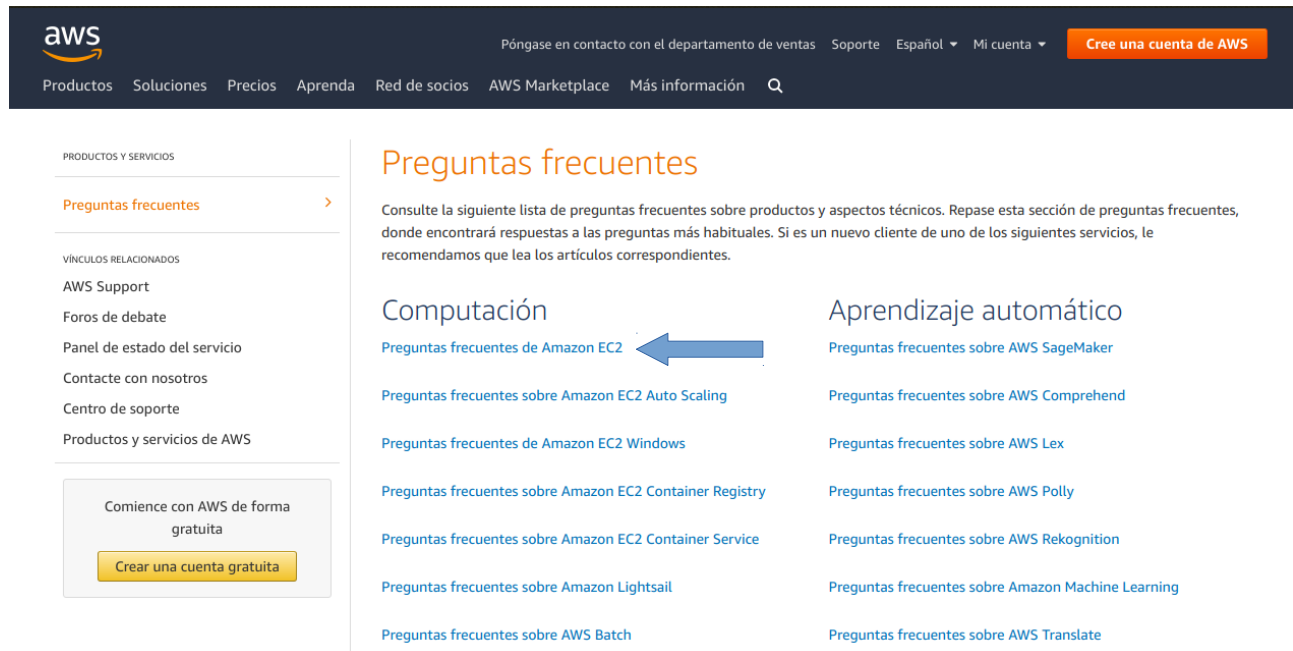 aws
Póngase en contacto con el departamento de ventas Soporte Español Mi cuenta Cree una cuenta de AWS
Productos Soluciones Precios Aprenda Red de socios AWS Marketplace Más información
PRODUCTOS Y SERVICIOS
Preguntas frecuentes
VÍNCULOS RELACIONADOS
AWS Support
Foros de debate
Panel de estado del servicio
Contacte con nosotros
Centro de soporte
Productos y servicios de AWS
Comience con AWS de forma
gratuita
Crear una cuenta gratuita
Preguntas frecuentes
Consulte la siguiente lista de preguntas frecuentes sobre productos y aspectos técnicos. Repase esta sección de preguntas frecuentes,
donde encontrará respuestas a las preguntas más habituales. Si es un nuevo cliente de uno de los siguientes servicios, le
recomendamos que lea los artículos correspondientes.
Computación
Preguntas frecuentes de Amazon EC2
Preguntas frecuentes sobre Amazon EC2 Auto Scaling
Preguntas frecuentes de Amazon EC2 Windows
Preguntas frecuentes sobre Amazon EC2 Container Registry
Preguntas frecuentes sobre Amazon EC2 Container Service
Preguntas frecuentes sobre Amazon Lightsail
Preguntas frecuentes sobre AWS Batch
Aprendizaje automático
Preguntas frecuentes sobre AWS SageMaker
Preguntas frecuentes sobre AWS Comprehend
Preguntas frecuentes sobre AWS Lex
Preguntas frecuentes sobre AWS Polly
Preguntas frecuentes sobre AWS Rekognition
Preguntas frecuentes sobre Amazon Machine Learning
Preguntas frecuentes sobre AWS Translate